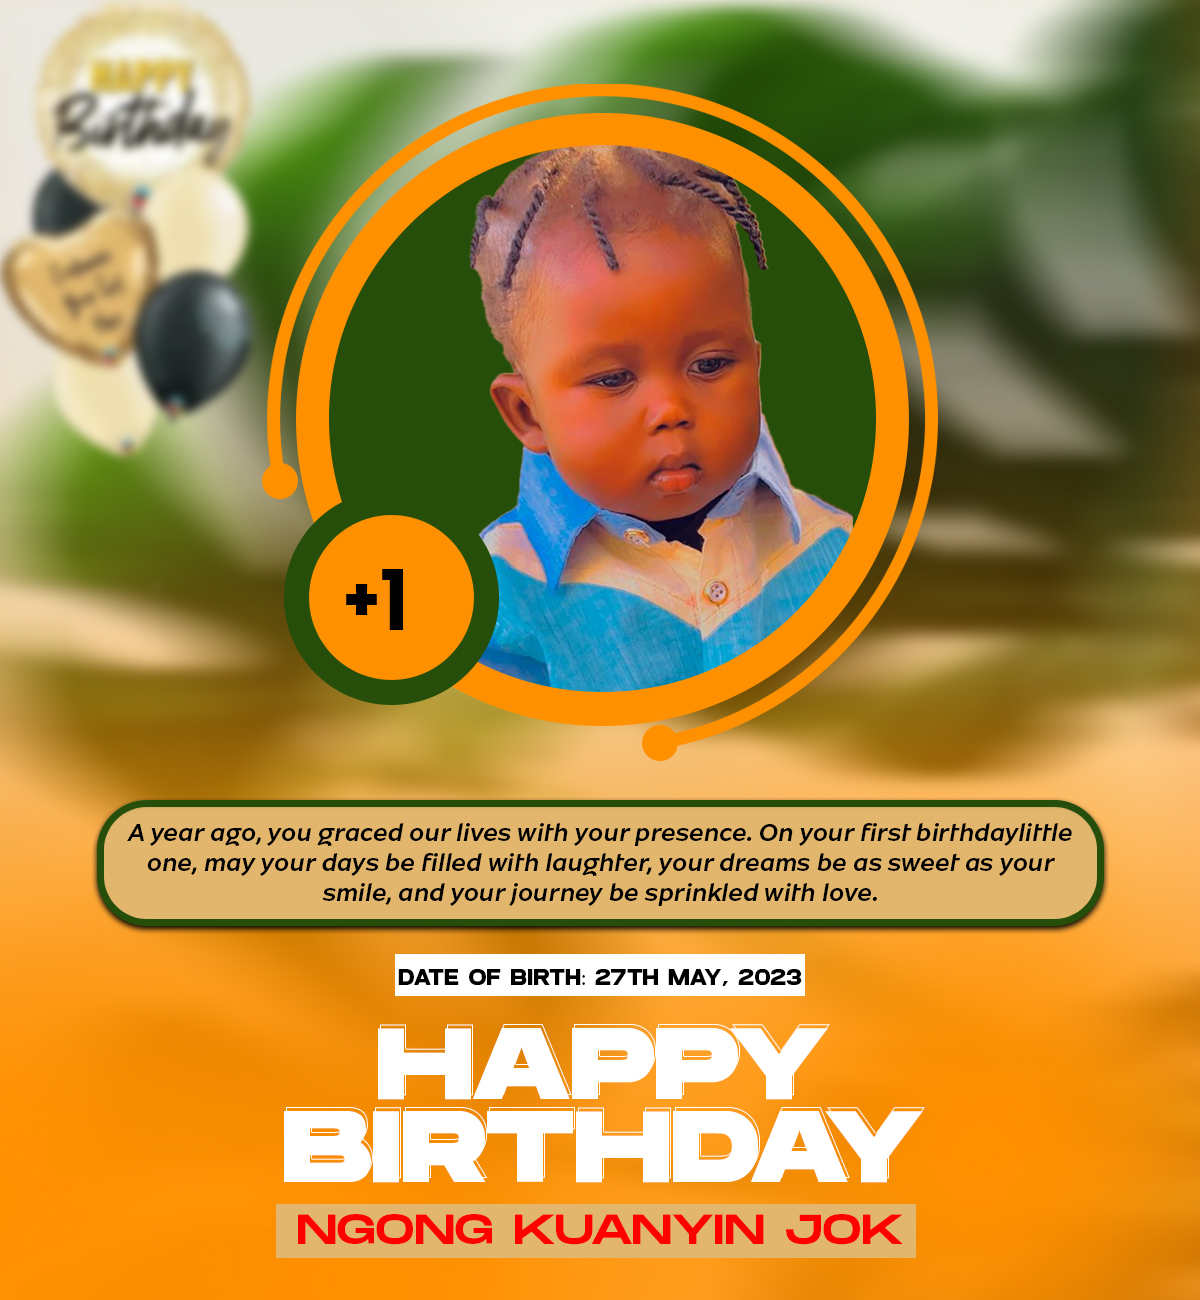 HAPPY
Birthday
+1
A year ago, you graced our lives with your presence. On your first birthdaylittle
one, may your days be filled with laughter, your dreams be as sweet as your
smile, and your journey be sprinkled with love.
DATE OF BIRTH: 27TH MAY, 2023
HAPPY
BIRTHDAY
NGONG KUANYIN JOK